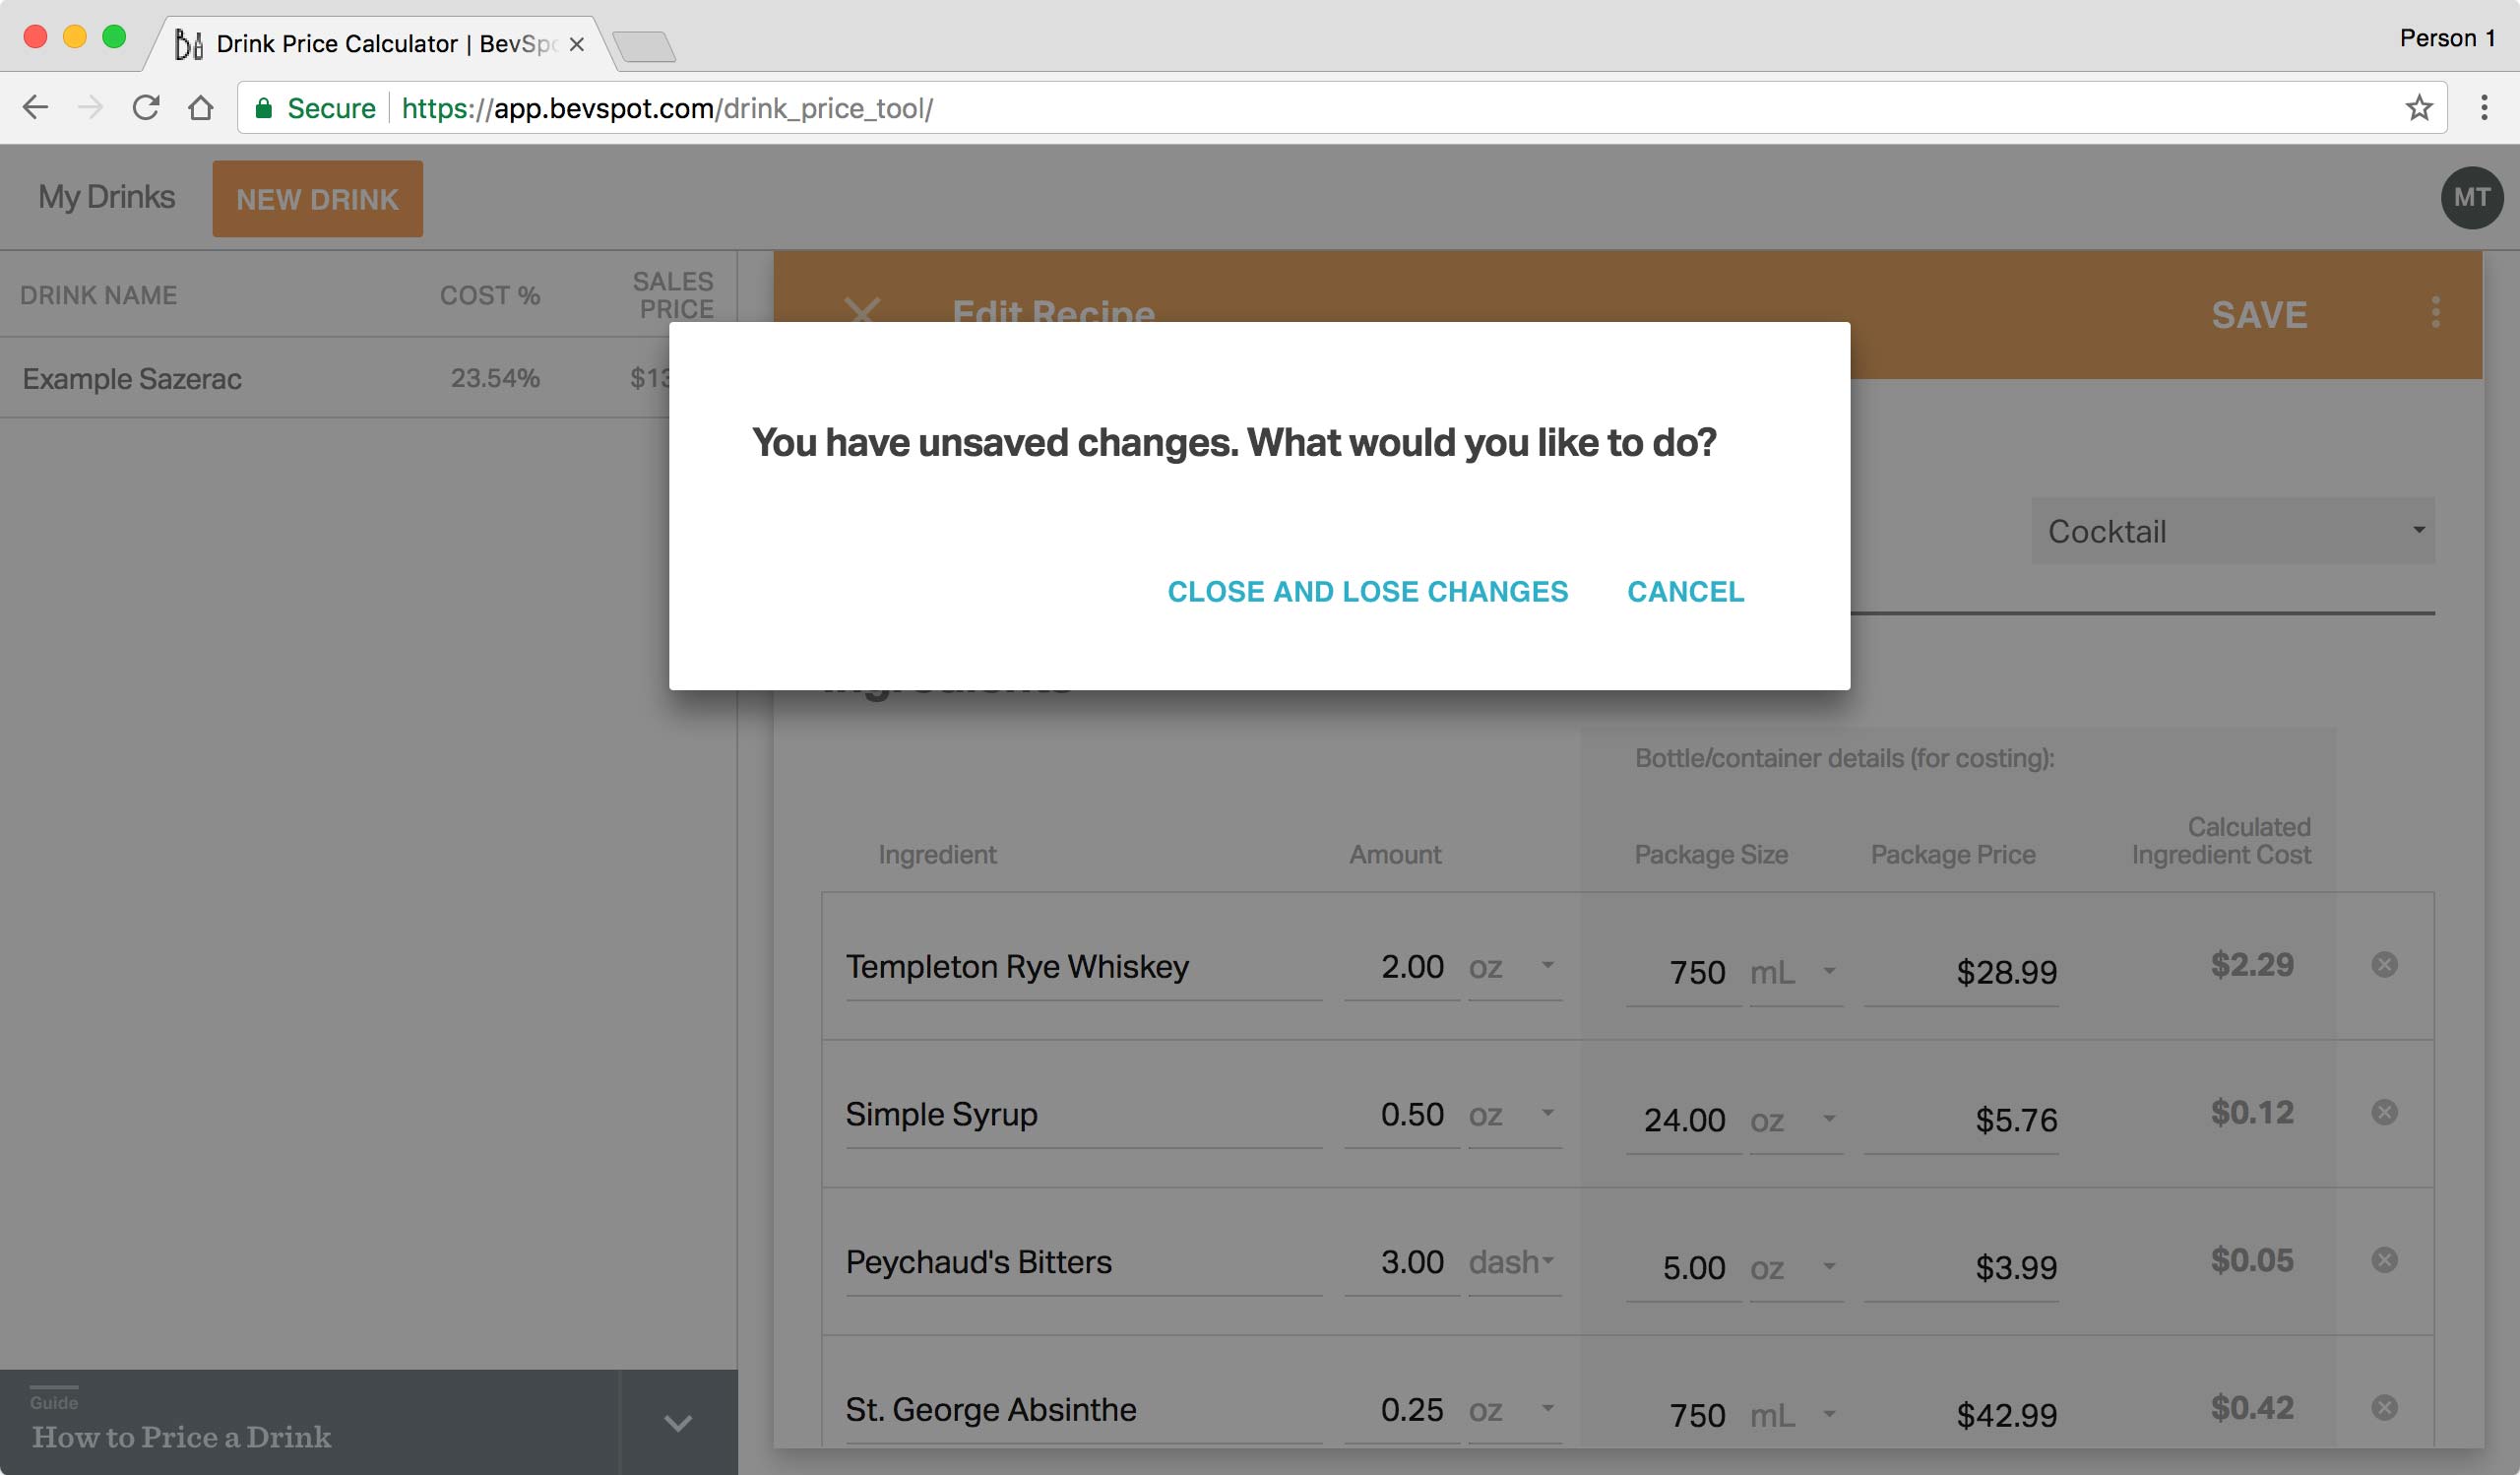 Drink Price Calculator | BevSpo
Person 1
Secure
https://app.bevspot.com/drink_price_tool/
My Drinks
NEW DRINK
MT
DRINK NAME
COST %
SALES
PRICE
Example Sazerac
23.54%
$13
Edit Recipe
SAVE
You have unsaved changes. What would you like to do?
CLOSE AND LOSE CHANGES
CANCEL
Cocktail
Bottle/container details (for costing):
Ingredient
Amount
Package Size
Package Price
Calculated
Ingredient Cost
Templeton Rye Whiskey 2.00 oz 750 mL $28.99 $2.29
Simple Syrup 0.50 oz 24.00 oz $5.76 $0.12
Peychaud's Bitters 3.00 dash 5.00 oz $3.99 $0.05
St. George Absinthe 0.25 oz 750 mL $42.99 $0.42
Guide
How to Price a Drink